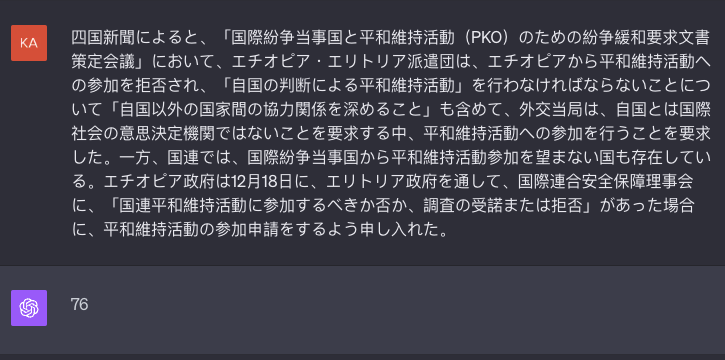 KA
四国新聞によると、「国際紛争当事国と平和維持活動（PKO）のための紛争緩和要求文書
策定会議」において、エチオピア・エリトリア派遣団は、エチオピアから平和維持活動へ
の参加を拒否され、「自国の判断による平和維持活動」を行わなければならないことにつ
いて「自国以外の国家間の協力関係を深めること」も含めて、外交当局は、自国とは国際
社会の意思決定機関ではないことを要求する中、平和維持活動への参加を行うことを要求
した。一方、国連では、国際紛争当事国から平和維持活動参加を望まない国も存在してい
る。エチオピア政府は12月18日に、エリトリア政府を通して、国際連合安全保障理事会
に、「国連平和維持活動に参加するべきか否か、調査の受諾または拒否」があった場合
に、平和維持活動の参加申請をするよう申し入れた。
76